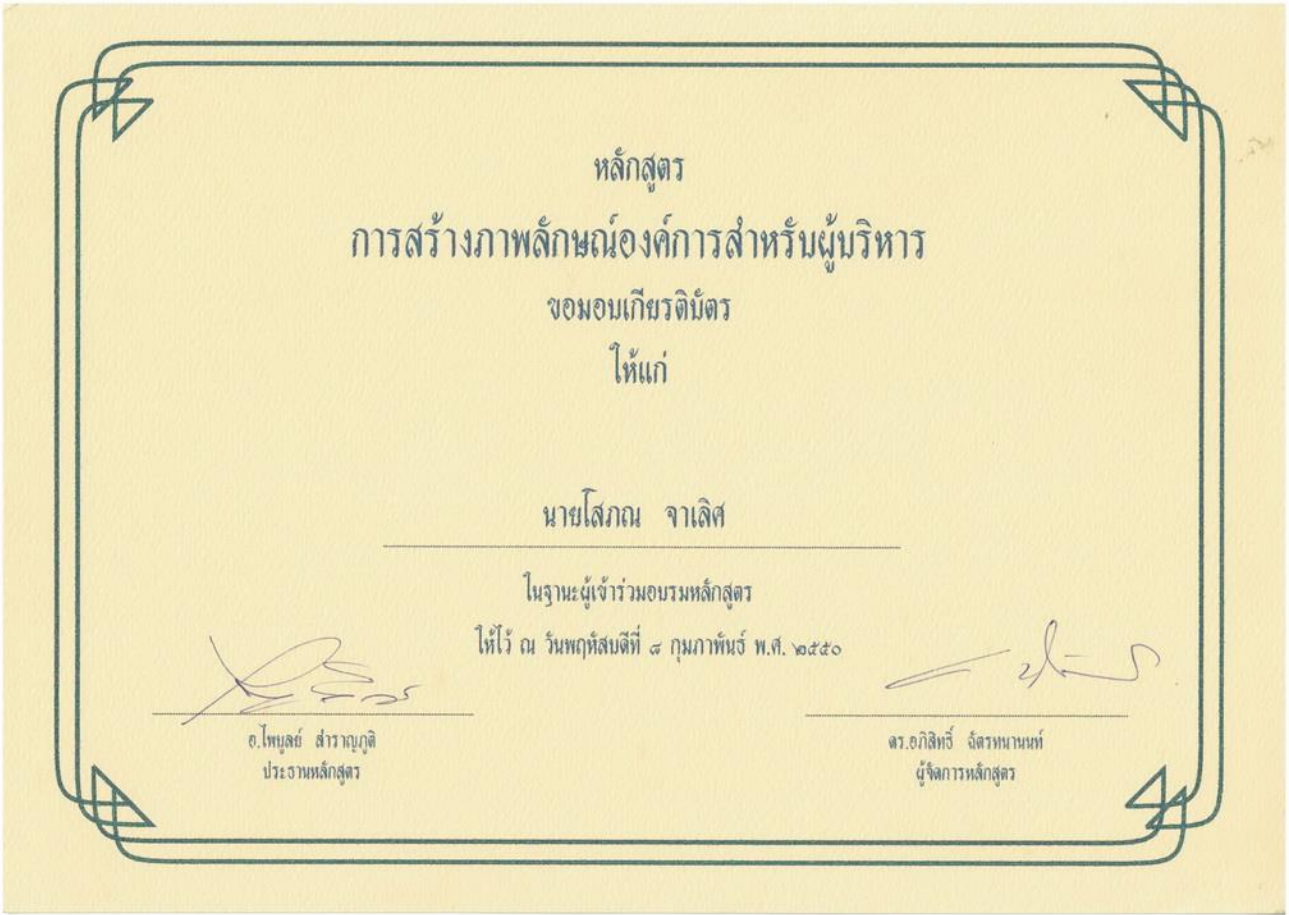 หลักสูตร
การสร้างภาพลักษณ์องค์การสำหรับผู้บริหาร
ขอมอบเกียรติบัตร
ให้แก่
นายโสภณ จาเลิศ
ในฐานะผู้เข้าร่วมอบรมหลักสูตร
ให้ไว้ ณ วันพฤหัสบดีที่ ๘ กุมภาพันธ์ พ.ศ. ๒๕๕๐
อ.ไพบูลย์ สำราญภูติ
ประธานหลักสูตร
ดร.อภิสิทธิ์ ฉัตรทนานนท์
ผู้จัดการหลักสูตร